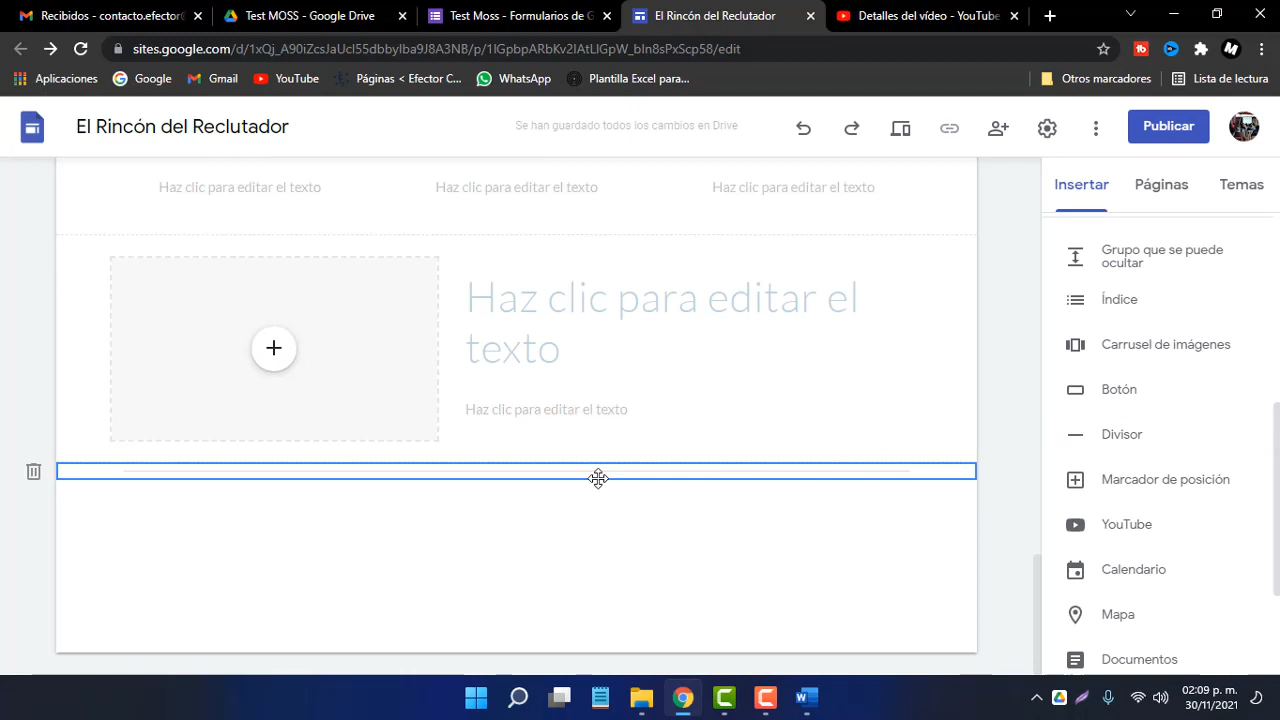 Recibidos - contacto.efector@
Test MOSS - Google Drive
Test Moss - Formularios de G
El Rincón del Reclutador
Detalles del vídeo - YouTube
sites.google.com/d/1xQj_A90iZcsJaUcI55dbbyIba9J8A3N8/p/1IGpbpARbKv2IAtLIGpW_bIn8sPxScp58/edit
Aplicaciones
Google
Gmail
YouTube
Páginas < Efector C...
WhatsApp
Plantilla Excel para...
Otros marcadores
Lista de lectura
El Rincón del Reclutador
Se han guardado todos los cambios en Drive
Publicar
Haz clic para editar el texto
Haz clic para editar el texto
Haz clic para editar el texto
Haz clic para editar el
texto
Haz clic para editar el texto
Insertar
Páginas
Temas
Grupo que se puede
ocultar
Índice
Carrusel de imágenes
Botón
Divisor
Marcador de posición
YouTube
Calendario
Mapa
Documentos
02:09 p. m.
30/11/2021